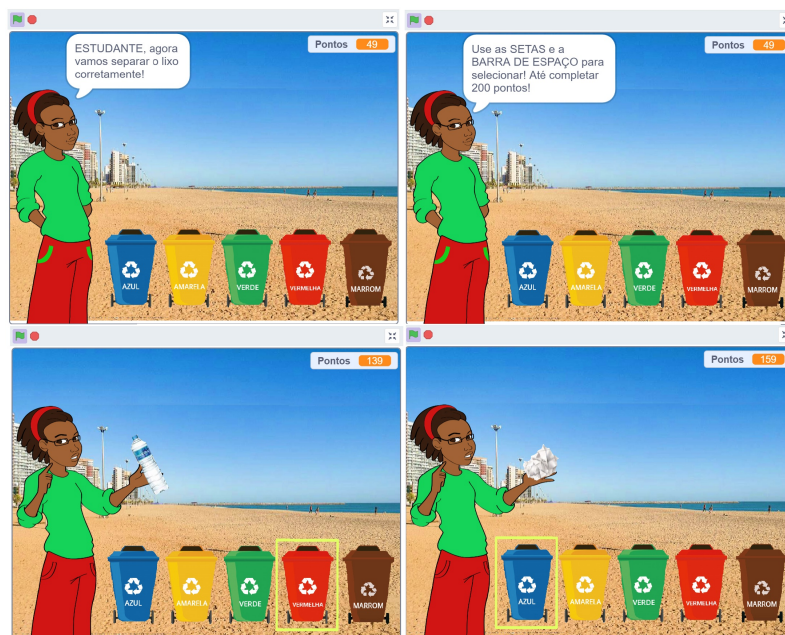 ESTUDANTE, agora
vamos separar o lixo
corretamente!
Pontos 49
AZUL
AMARELA
VERDE
VERMELHA
MARROM
Use as SETAS e a
BARRA DE ESPAÇO para
selecionar! Até completar
200 pontos!
Pontos 49
AZUL
AMARELA
VERDE
VERMELHA
MARROM
Pontos 139
AZUL
AMARELA
VERDE
VERMELHA
MARROM
Pontos 159
AZUL
AMARELA
VERDE
VERMELHA
MARROM